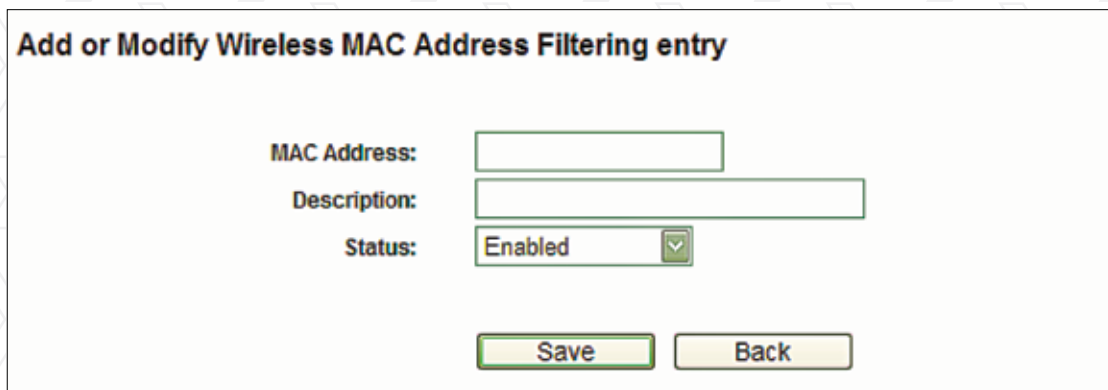 Add or Modify Wireless MAC Address Filtering entry
MAC Address:
Description:
Status: Enabled
Save Back